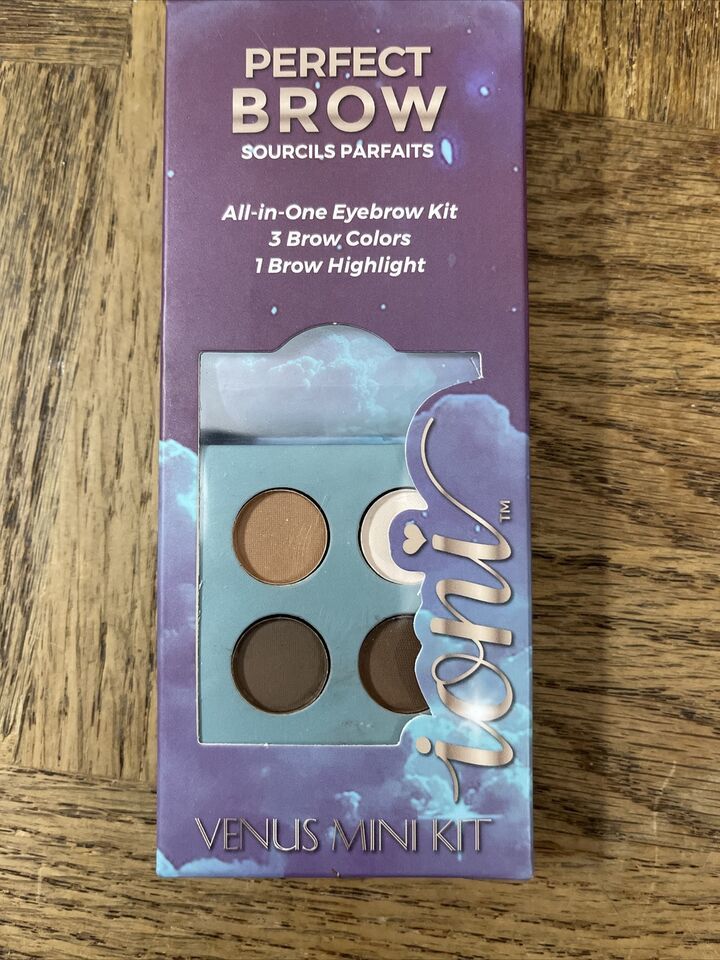 PERFECT
BROW
SOURCILS PARFAITS
All-in-One Eyebrow Kit
3 Brow Colors
1 Brow Highlight
ioni™
VENUS MINI KIT